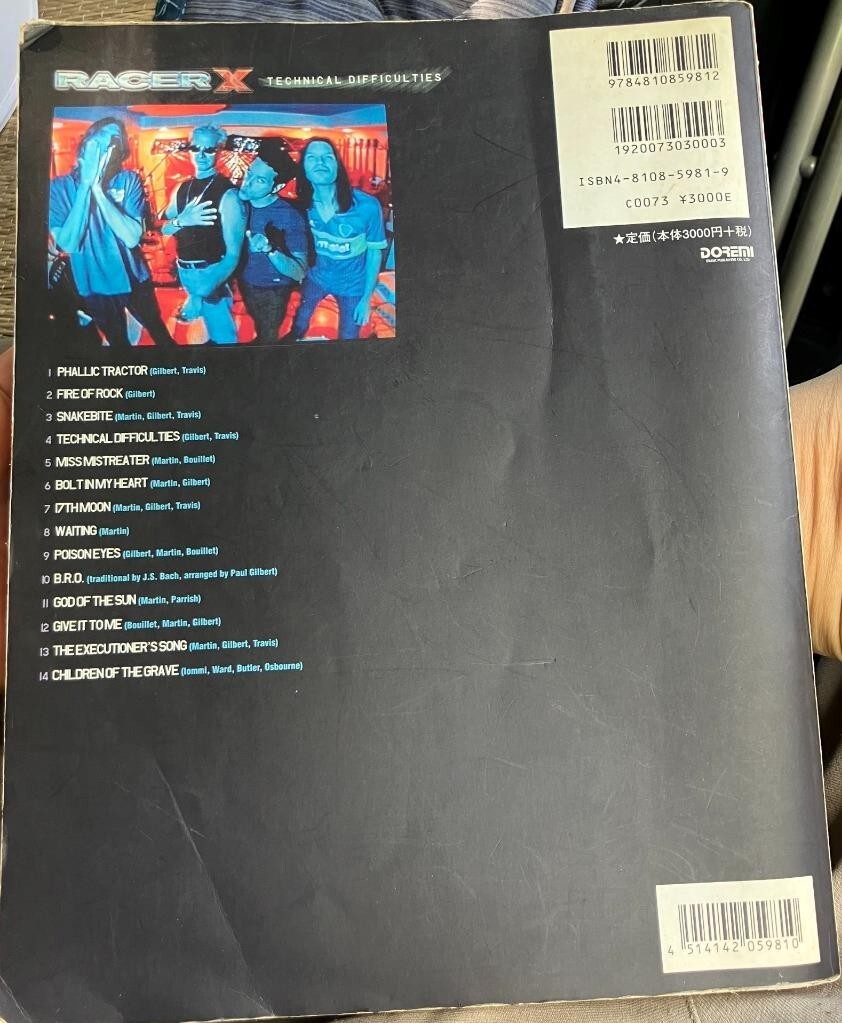 RACER X TECHNICAL DIFFICULTIES
9784810859812
1920073030003
ISBN4-8108-5981-9
C0073 ¥3000E
★定価(本体3000円+税)
DOREMI
1 PHALLIC TRACTOR (Gilbert, Travis)
2 FIRE OF ROCK (Gilbert)
3 SNAKEBITE (Martin, Gilbert, Travis)
4 TECHNICAL DIFFICULTIES (Gilbert, Travis)
5 MISS MISTREATER (Martin, Bouillet)
6 BOLT IN MY HEART (Martin, Gilbert)
7 17TH MOON (Martin, Gilbert, Travis)
8 WAITING (Martin)
9 POISON EYES (Gilbert, Martin, Bouillet)
10 B.R.O. (traditional by J.S. Bach, arranged by Paul Gilbert)
11 GOD OF THE SUN (Martin, Parrish)
12 GIVE IT TO ME (Bouillet, Martin, Gilbert)
13 THE EXECUTIONER'S SONG (Martin, Gilbert, Travis)
14 CHILDREN OF THE GRAVE (Iommi, Ward, Butler, Osbourne)
4 514142 059810